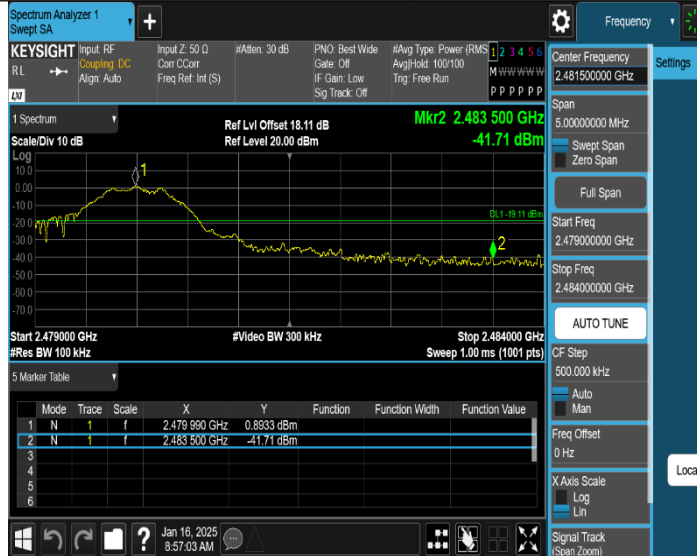 Spectrum Analyzer 1
Swept SA
Frequency
KEYSIGHT
RL
LXI
Input: RF
Coupling: DC
Align: Auto
Input Z: 50 Ω
Corr CCorr
Freq Ref: Int (S)
#Atten: 30 dB
PNO: Best Wide
Gate: Off
IF Gain: Low
Sig Track: Off
#Avg Type: Power (RMS
Avg|Hold: 100/100
Trig: Free Run
1 2 3 4 5 6
M W W W W W
P P P P P P
1 Spectrum
Scale/Div 10 dB
Ref Lvl Offset 18.11 dB
Ref Level 20.00 dBm
Mkr2 2.483 500 GHz
-41.71 dBm
Log
10.0
0.00
-10.0
-20.0
-30.0
-40.0
-50.0
-60.0
-70.0
1
DL1 -19.11 dBm
2
Start 2.479000 GHz
#Res BW 100 kHz
#Video BW 300 kHz
Stop 2.484000 GHz
Sweep 1.00 ms (1001 pts)
5 Marker Table
Mode Trace Scale X Y Function Function Width Function Value
1 N 1 f 2.479 990 GHz 0.8933 dBm
2 N 1 f 2.483 500 GHz -41.71 dBm
3
4
5
6
Jan 16, 2025
8:57:03 AM
Center Frequency
2.481500000 GHz
Settings
Span
5.00000000 MHz
Swept Span
Zero Span
Full Span
Start Freq
2.479000000 GHz
Stop Freq
2.484000000 GHz
AUTO TUNE
CF Step
500.000 kHz
Auto
Man
Freq Offset
0 Hz
X Axis Scale
Log
Lin
Loca
Signal Track
(Span Zoom)